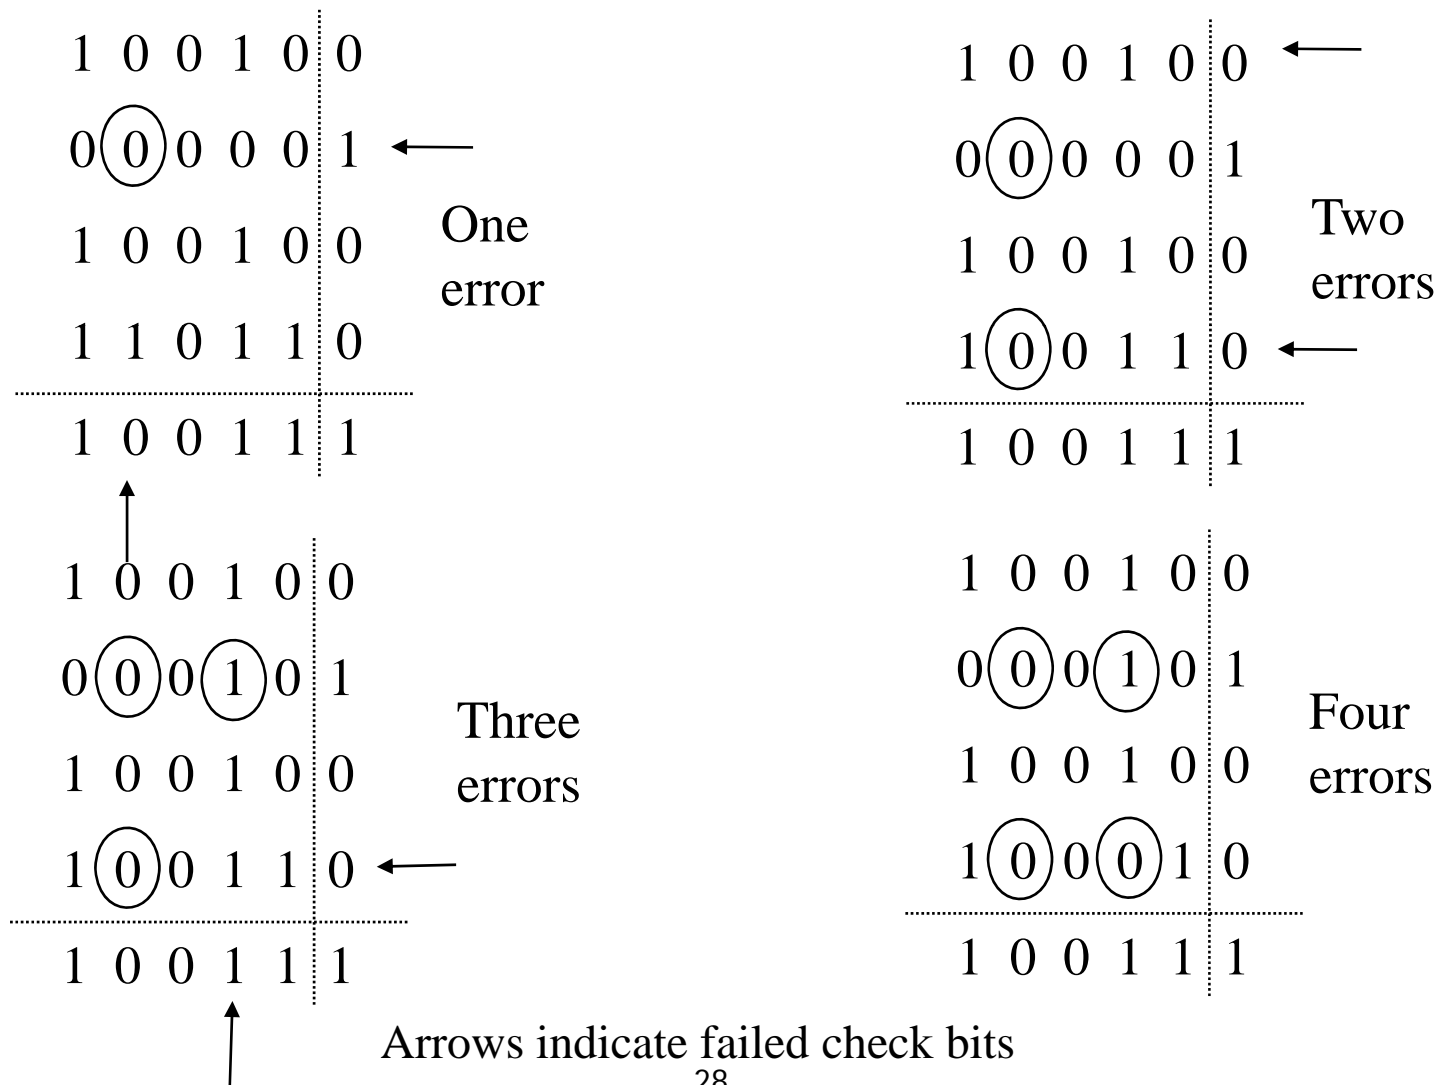 1 0 0 1 0 0
0 0 0 0 0 1
1 0 0 1 0 0
1 1 0 1 1 0
1 0 0 1 1 1
One
error
1 0 0 1 0 0
0 0 0 0 0 1
1 0 0 1 0 0
1 0 0 1 1 0
1 0 0 1 1 1
Two
errors
1 0 0 1 0 0
0 0 0 1 0 1
1 0 0 1 0 0
1 0 0 1 1 0
1 0 0 1 1 1
Three
errors
1 0 0 1 0 0
0 0 0 1 0 1
1 0 0 1 0 0
1 0 0 0 1 0
1 0 0 1 1 1
Four
errors
Arrows indicate failed check bits
28